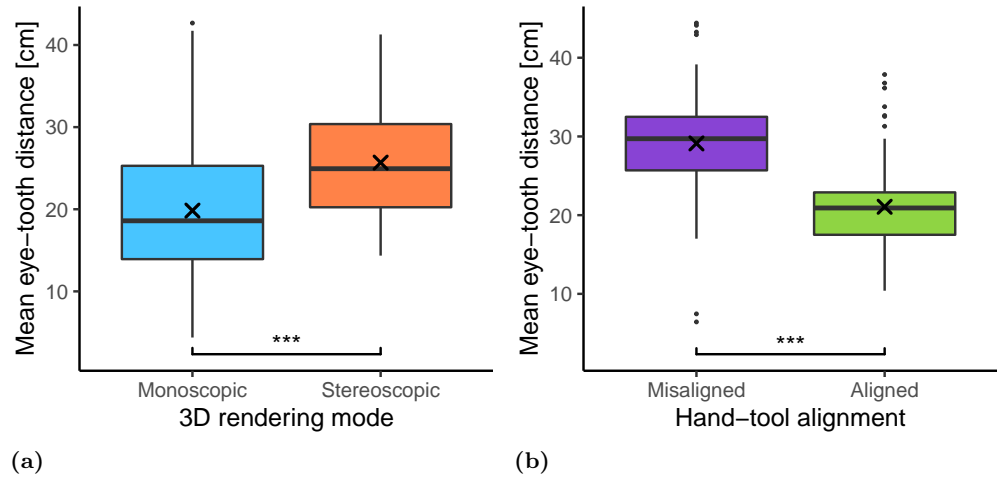 Mean eye−tooth distance [cm]
40
30
20
10
***
Monoscopic Stereoscopic
3D rendering mode
(a)
Mean eye−tooth distance [cm]
40
30
20
10
***
Misaligned Aligned
Hand−tool alignment
(b)